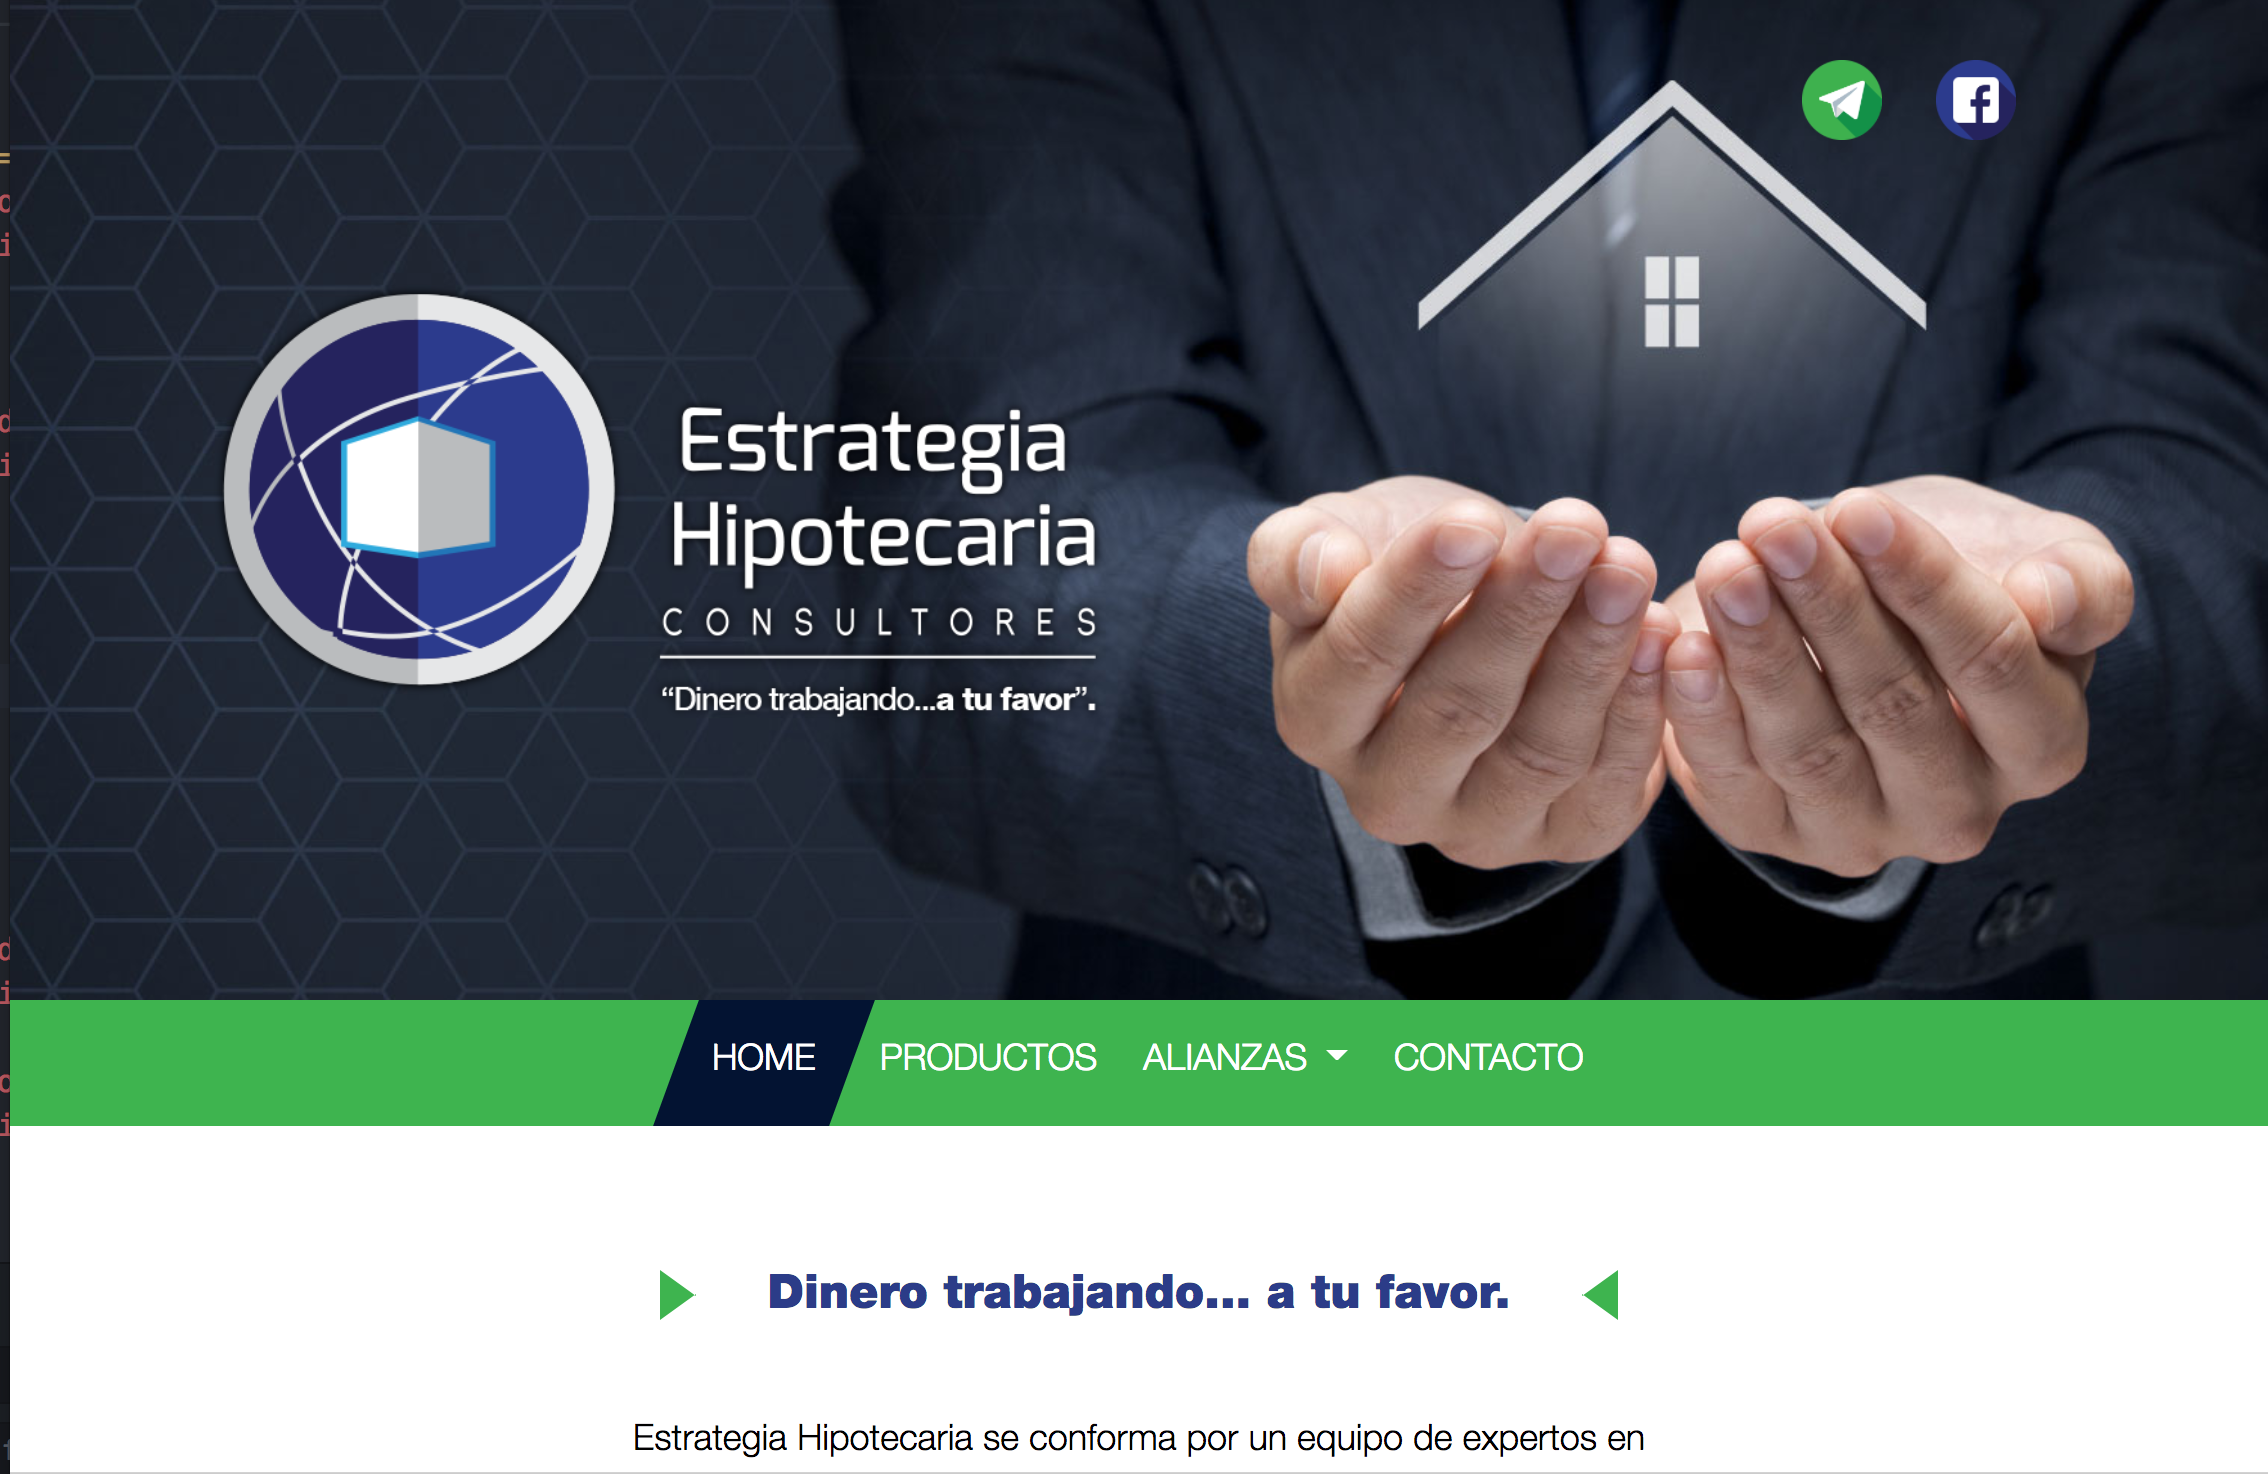 Estrategia
Hipotecaria
CONSULTORES
“Dinero trabajando...a tu favor”.
HOME PRODUCTOS ALIANZAS CONTACTO
Dinero trabajando... a tu favor.
Estrategia Hipotecaria se conforma por un equipo de expertos en